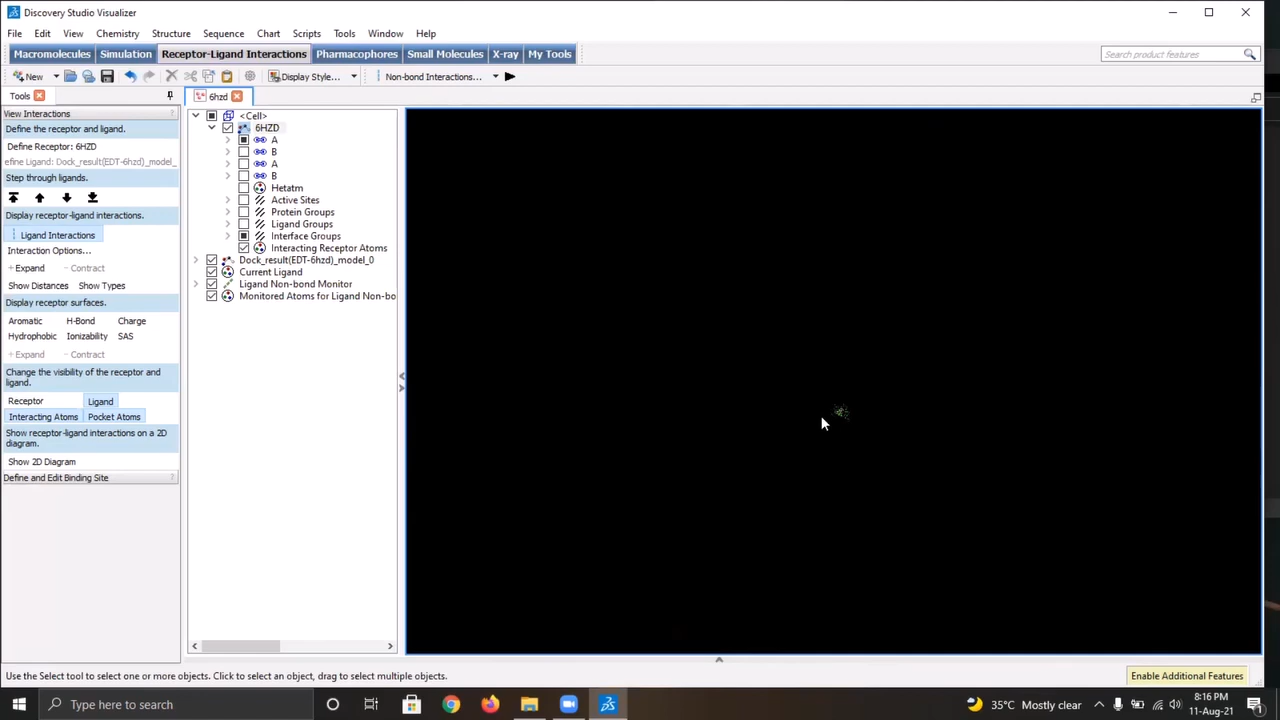 Discovery Studio Visualizer
File Edit View Chemistry Structure Sequence Chart Scripts Tools Window Help
Macromolecules Simulation Receptor-Ligand Interactions Pharmacophores Small Molecules X-ray My Tools
Search product features
New Display Style... Non-bond Interactions...
Tools
6hzd
View Interactions
Define the receptor and ligand.
Define Receptor: 6HZD
efine Ligand: Dock_result(EDT-6hzd)_model_
Step through ligands.
Display receptor-ligand interactions.
Ligand Interactions
Interaction Options...
+ Expand - Contract
Show Distances Show Types
Display receptor surfaces.
Aromatic H-Bond Charge
Hydrophobic Ionizability SAS
+ Expand - Contract
Change the visibility of the receptor and
ligand.
Receptor Ligand
Interacting Atoms Pocket Atoms
Show receptor-ligand interactions on a 2D
diagram.
Show 2D Diagram
Define and Edit Binding Site
<Cell>
6HZD
A
B
A
B
Hetatm
Active Sites
Protein Groups
Ligand Groups
Interface Groups
Interacting Receptor Atoms
Dock_result(EDT-6hzd)_model_0
Current Ligand
Ligand Non-bond Monitor
Monitored Atoms for Ligand Non-bo
Use the Select tool to select one or more objects. Click to select an object, drag to select multiple objects.
Enable Additional Features
Type here to search
35°C Mostly clear
8:16 PM
11-Aug-21